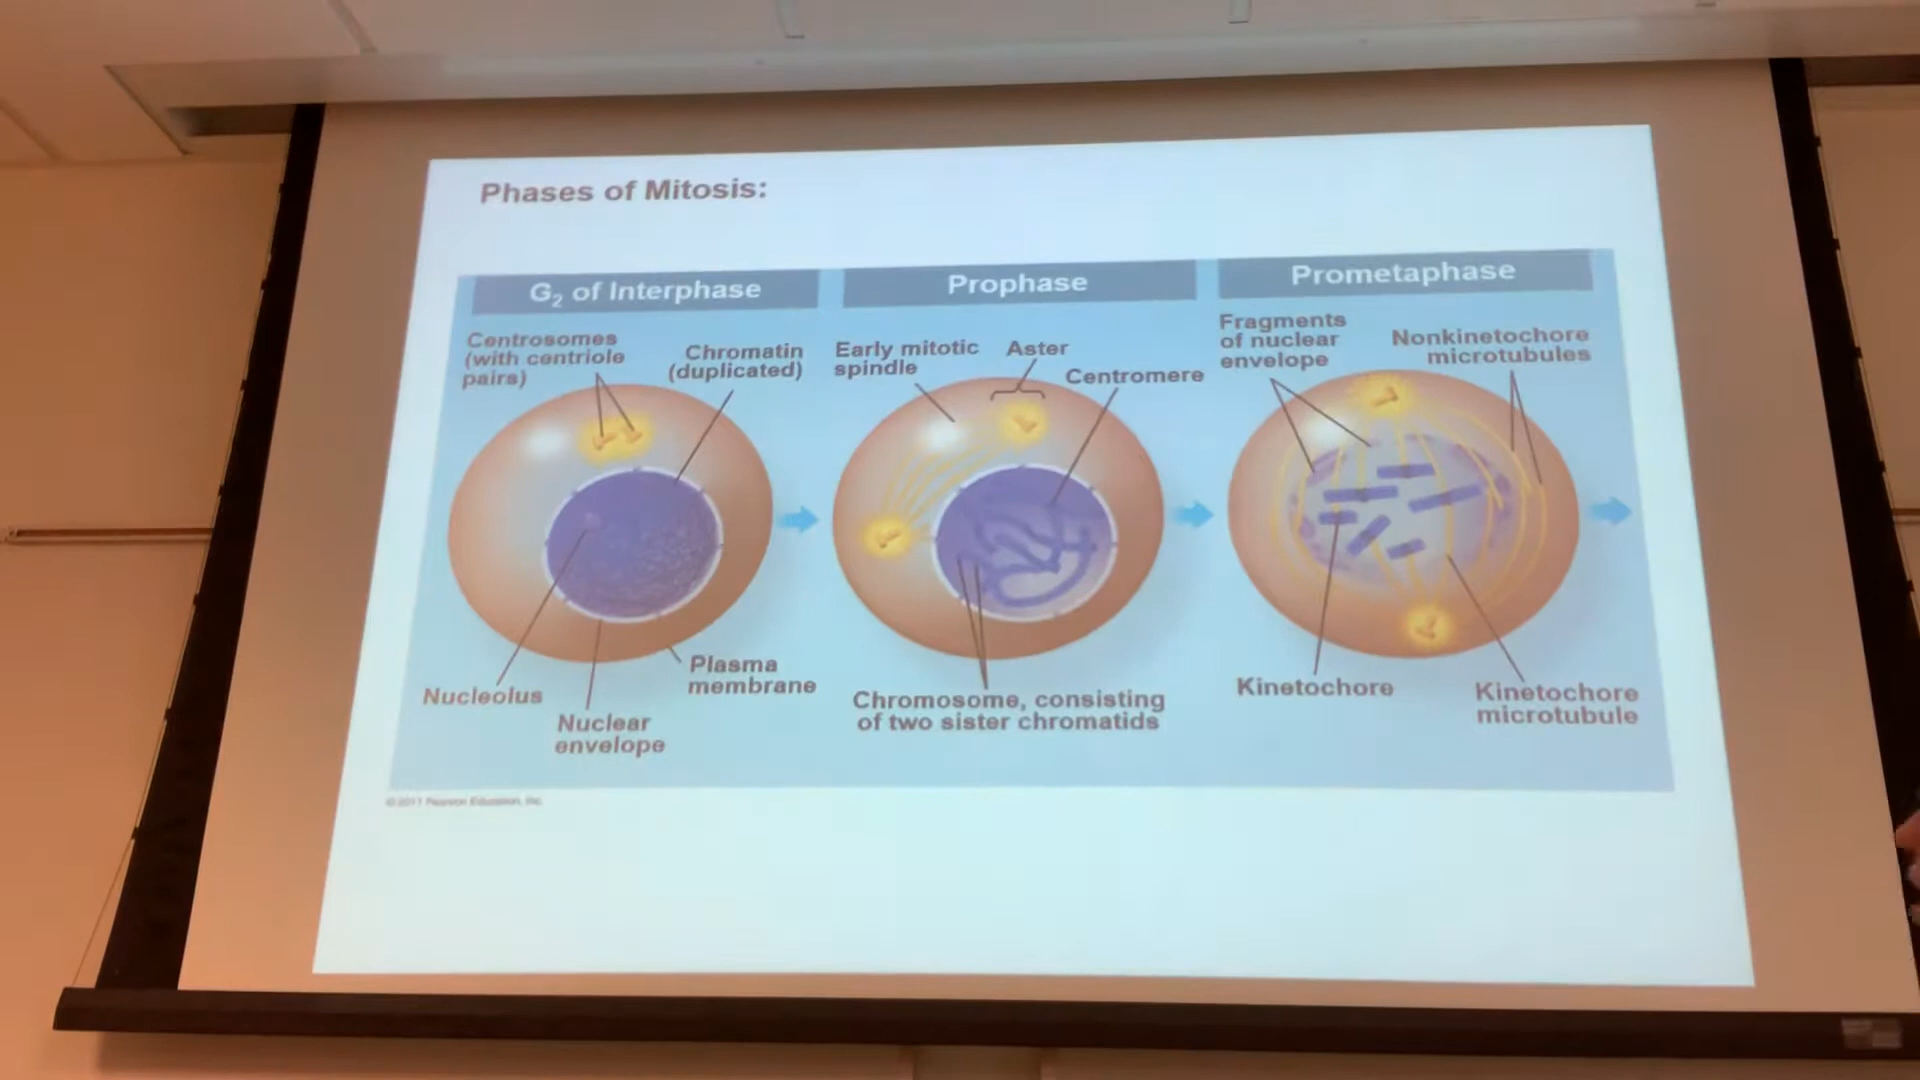 Phases of Mitosis:
G₂ of Interphase
Centrosomes
(with centriole
pairs)
Chromatin
(duplicated)
Nucleolus
Nuclear
envelope
Plasma
membrane
Prophase
Early mitotic
spindle
Aster
Centromere
Chromosome, consisting
of two sister chromatids
Prometaphase
Fragments
of nuclear
envelope
Nonkinetochore
microtubules
Kinetochore
Kinetochore
microtubule
© 2011 Pearson Education, Inc.